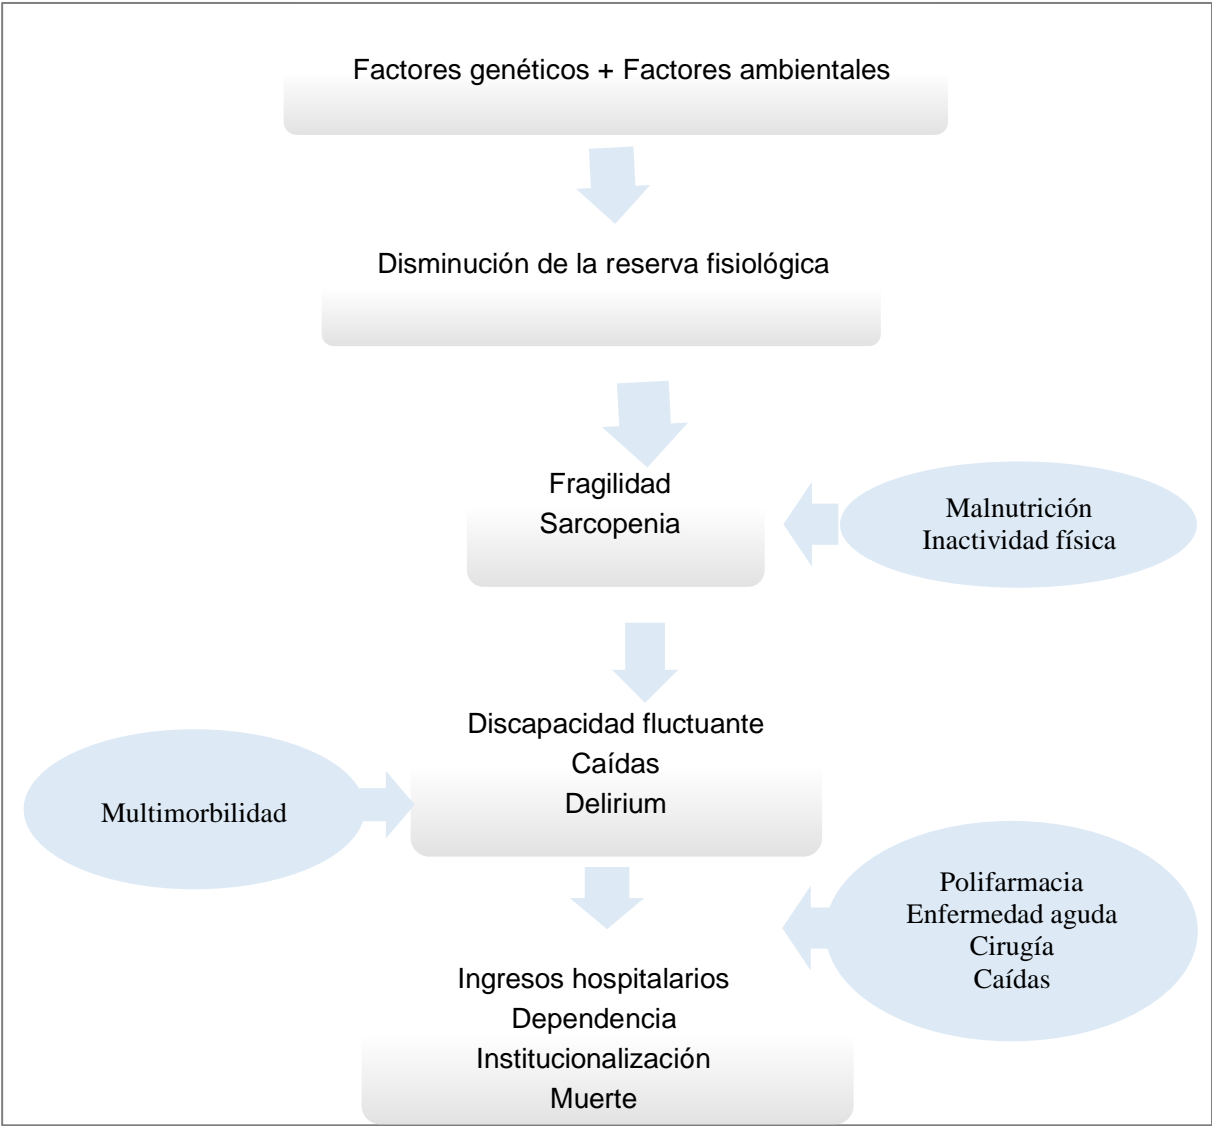 Factores genéticos + Factores ambientales
Disminución de la reserva fisiológica
Fragilidad
Sarcopenia
Malnutrición
Inactividad física
Discapacidad fluctuante
Caídas
Delirium
Multimorbilidad
Polifarmacia
Enfermedad aguda
Cirugía
Caídas
Ingresos hospitalarios
Dependencia
Institucionalización
Muerte